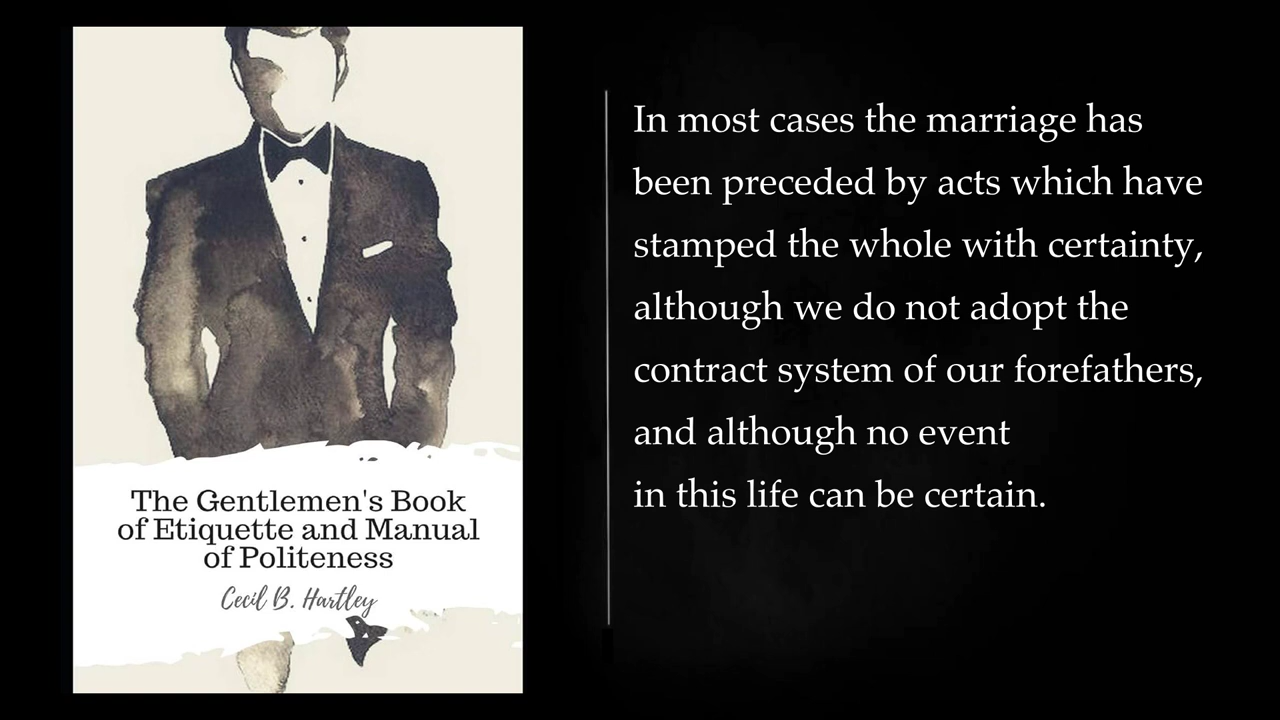 The Gentlemen's Book
of Etiquette and Manual
of Politeness
Cecil B. Hartley
In most cases the marriage has
been preceded by acts which have
stamped the whole with certainty,
although we do not adopt the
contract system of our forefathers,
and although no event
in this life can be certain.